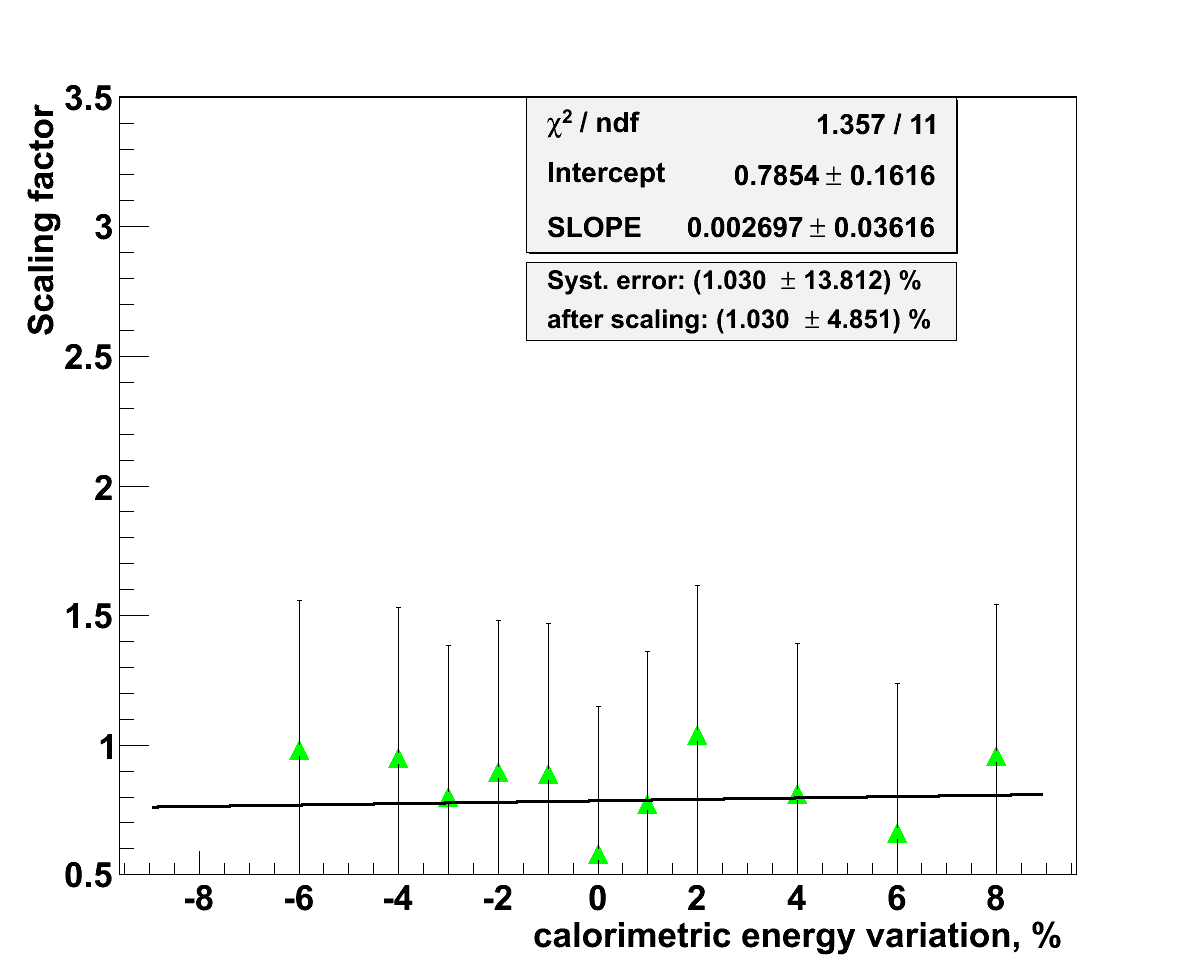 3.5
3
2.5
2
1.5
1
0.5
Scaling factor
χ² / ndf 1.357 / 11
Intercept 0.7854 ± 0.1616
SLOPE 0.002697 ± 0.03616
Syst. error: (1.030 ± 13.812) %
after scaling: (1.030 ± 4.851) %
-8 -6 -4 -2 0 2 4 6 8
calorimetric energy variation, %